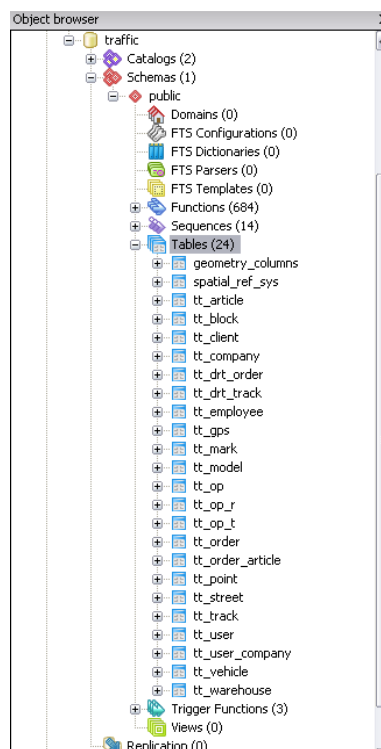 Object browser
traffic
Catalogs (2)
Schemas (1)
public
Domains (0)
FTS Configurations (0)
FTS Dictionaries (0)
FTS Parsers (0)
FTS Templates (0)
Functions (684)
Sequences (14)
Tables (24)
geometry_columns
spatial_ref_sys
tt_article
tt_block
tt_client
tt_company
tt_drt_order
tt_drt_track
tt_employee
tt_gps
tt_mark
tt_model
tt_op
tt_op_r
tt_op_t
tt_order
tt_order_article
tt_point
tt_street
tt_track
tt_user
tt_user_company
tt_vehicle
tt_warehouse
Trigger Functions (3)
Views (0)
Replication (0)